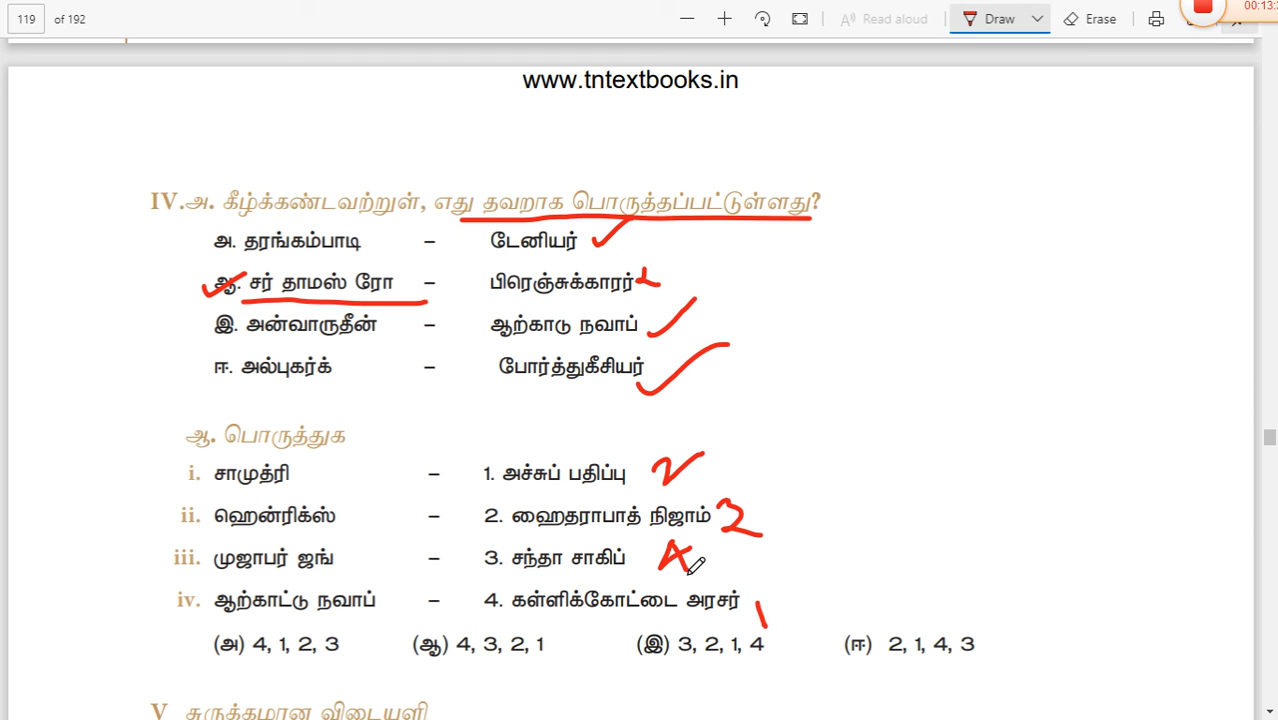 119 of 192 Read aloud Draw Erase 00:13:
www.tntextbooks.in
IV.அ. கீழ்க்கண்டவற்றுள், எது தவறாக பொருத்தப்பட்டுள்ளது?
அ. தரங்கம்பாடி – டேனியர்
ஆ. சர் தாமஸ் ரோ – பிரெஞ்சுக்காரர்
இ. அன்வாருதீன் – ஆற்காடு நவாப்
ஈ. அல்புகர்க் – போர்த்துகீசியர்
ஆ. பொருத்துக
i. சாமுத்ரி – 1. அச்சுப் பதிப்பு
ii. ஹென்ரிக்ஸ் – 2. ஹைதராபாத் நிஜாம் 2
iii. முஜாபர் ஜங் – 3. சந்தா சாகிப் 4
iv. ஆற்காட்டு நவாப் – 4. கள்ளிக்கோட்டை அரசர் 1
(அ) 4, 1, 2, 3 (ஆ) 4, 3, 2, 1 (இ) 3, 2, 1, 4 (ஈ) 2, 1, 4, 3
V சுருக்கமான விடையளி